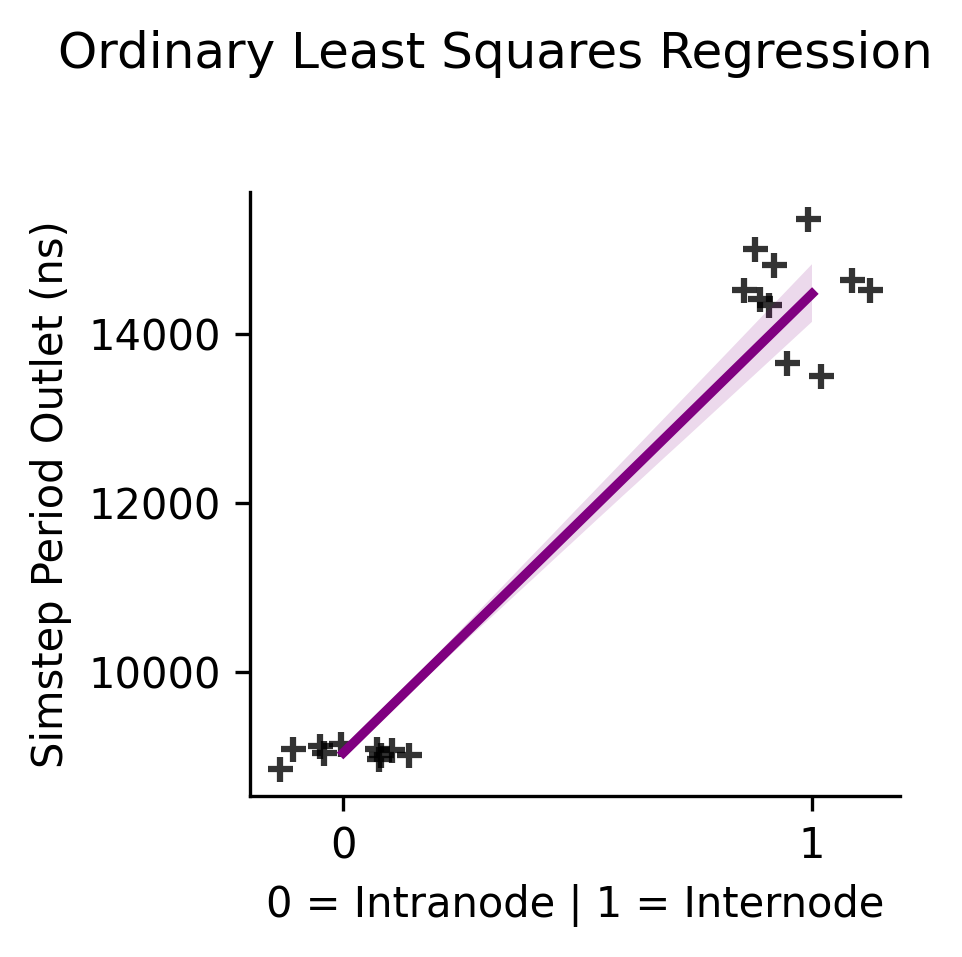 Ordinary Least Squares Regression
Simstep Period Outlet (ns)
14000
12000
10000
0
1
0 = Intranode | 1 = Internode